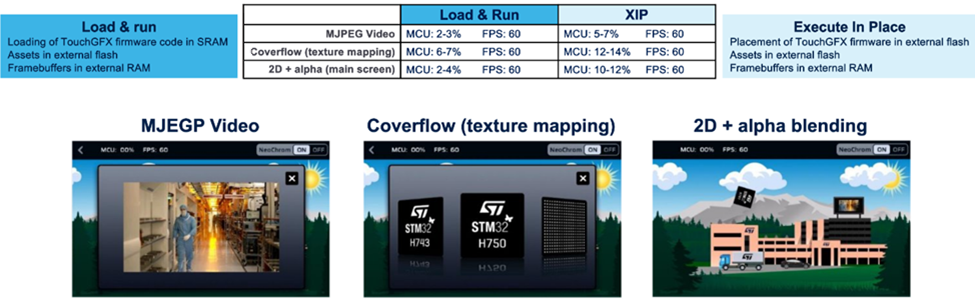 Load & run
Loading of TouchGFX firmware code in SRAM
Assets in external flash
Framebuffers in external RAM
Load & Run XIP
MJPEG Video MCU: 2-3% FPS: 60 MCU: 5-7% FPS: 60
Coverflow (texture mapping) MCU: 6-7% FPS: 60 MCU: 12-14% FPS: 60
2D + alpha (main screen) MCU: 2-4% FPS: 60 MCU: 10-12% FPS: 60
Execute In Place
Placement of TouchGFX firmware in external flash
Assets in external flash
Framebuffers in external RAM
MJEGP Video
MCU: 00% FPS: 60 NeoChrom ON OFF
Coverflow (texture mapping)
MCU: 00% FPS: 60 NeoChrom ON OFF
STM32
H743
ST
STM32
H750
2D + alpha blending
MCU: 00% FPS: 60 NeoChrom ON OFF
ST